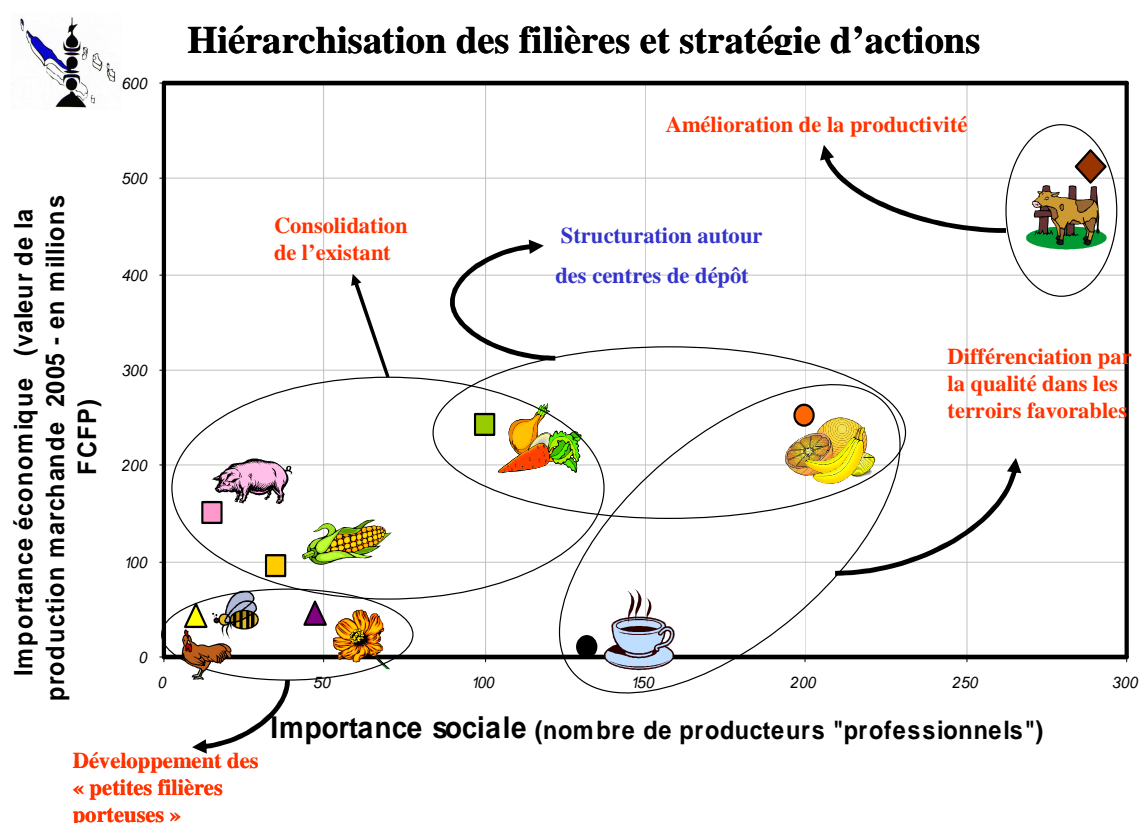 Hiérarchisation des filières et stratégie d’actions
Importance économique (valeur de la
production marchande 2005 - en millions
FCFP)
600
500
400
300
200
100
0
Amélioration de la productivité
Consolidation
de l’existant
Structuration autour
des centres de dépôt
Différenciation par
la qualité dans les
terroirs favorables
0
50
100
150
200
250
300
Importance sociale (nombre de producteurs "professionnels")
Développement des
« petites filières
porteuses »